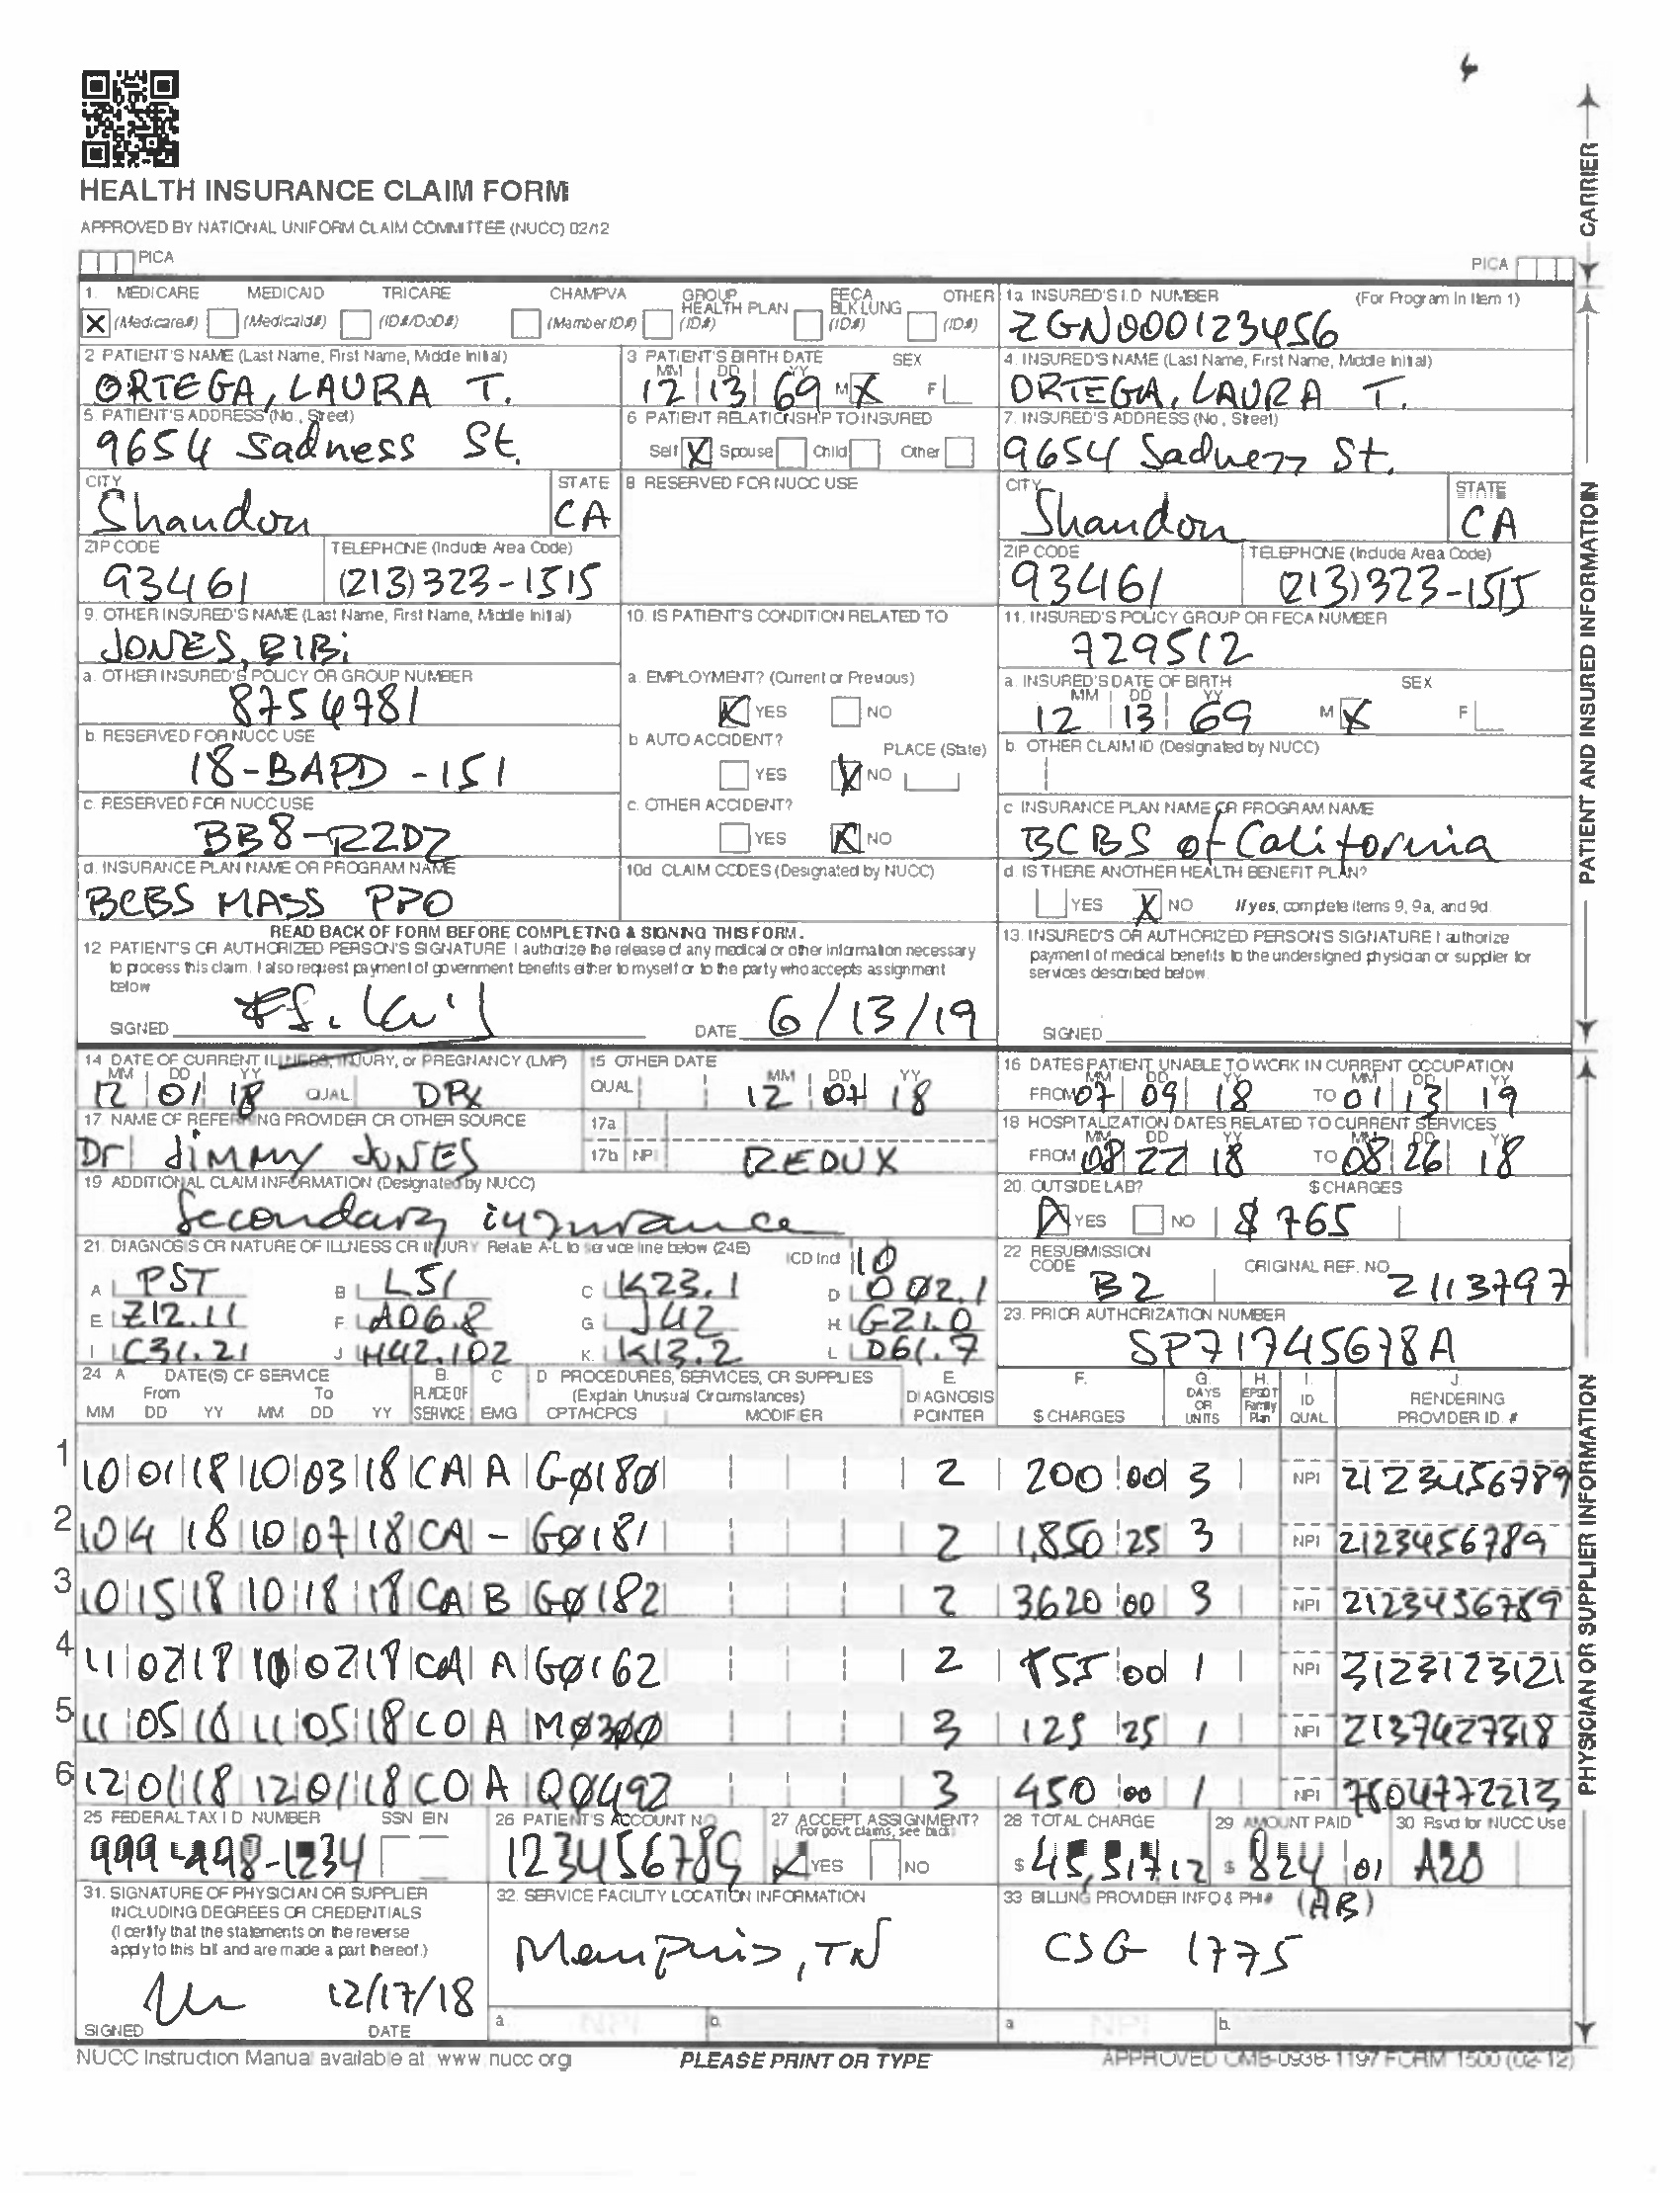 HEALTH INSURANCE CLAIM FORM
APPROVED BY NATIONAL UNIFORM CLAIM COMMITTEE (NUCC) 02/12
PICA PICA
CARRIER
1. MEDICARE MEDICAID TRICARE CHAMPVA GROUP HEALTH PLAN FECA BLK LUNG OTHER 1a INSURED'S I.D NUMBER (For Program In Item 1)
X (Medicare#) (Medicaid#) (ID#/DoD#) (Member ID#) (ID#) (ID#) (ID#) ZGN000123456
2 PATIENT'S NAME (Last Name, First Name, Middle Initial) 3 PATIENT'S BIRTH DATE SEX 4. INSURED'S NAME (Last Name, First Name, Middle Initial)
MM DD YY
ORTEGA, LAURA T. 12 13 69 M X F ORTEGA, LAURA T.
5. PATIENT'S ADDRESS (No., Street) 6 PATIENT RELATIONSHIP TO INSURED 7. INSURED'S ADDRESS (No, Street)
9654 Sadness St. Self X Spouse Child Other 9654 Sadness St.
CITY STATE 8 RESERVED FOR NUCC USE CITY STATE
Shandon CA Shandon CA
ZIP CODE TELEPHONE (Include Area Code) ZIP CODE TELEPHONE (Include Area Code)
93461 (213) 323-1515 93461 (213) 323-1515
9. OTHER INSURED'S NAME (Last Name, First Name, Middle Initial) 10. IS PATIENT'S CONDITION RELATED TO 11. INSURED'S POLICY GROUP OR FECA NUMBER
JONES, BIBi 729512
a. OTHER INSURED'S POLICY OR GROUP NUMBER a. EMPLOYMENT? (Current or Previous) a. INSURED'S DATE OF BIRTH SEX
MM DD YY
8754781 X YES NO 12 13 69 M X F
b. RESERVED FOR NUCC USE b AUTO ACCIDENT? PLACE (State) b. OTHER CLAIM ID (Designated by NUCC)
18-BAPD-151 YES X NO
c. RESERVED FOR NUCC USE c. OTHER ACCIDENT? c INSURANCE PLAN NAME OR PROGRAM NAME
BB8-R2D2 YES X NO BCBS of California
d. INSURANCE PLAN NAME OR PROGRAM NAME 10d CLAIM CODES (Designated by NUCC) d. IS THERE ANOTHER HEALTH BENEFIT PLAN?
BCBS MASS PPO YES X NO If yes, complete items 9, 9a, and 9d.
PATIENT AND INSURED INFORMATION
READ BACK OF FORM BEFORE COMPLETING & SIGNING THIS FORM.
12 PATIENT'S OR AUTHORIZED PERSON'S SIGNATURE I authorize the release of any medical or other information necessary
to process this claim. I also request payment of government benefits either to myself or to the party who accepts assignment
below
13. INSURED'S OR AUTHORIZED PERSON'S SIGNATURE I authorize
payment of medical benefits to the undersigned physician or supplier for
services described below.
SIGNED DATE 6/13/19 SIGNED
14 DATE OF CURRENT ILLNESS, INJURY, or PREGNANCY (LMP) 15 OTHER DATE 16 DATES PATIENT UNABLE TO WORK IN CURRENT OCCUPATION
MM DD YY MM DD YY MM DD YY MM DD YY
12 01 18 QUAL DRx QUAL 12 07 18 FROM 07 09 18 TO 01 13 19
17 NAME OF REFERRING PROVIDER OR OTHER SOURCE 17a 18 HOSPITALIZATION DATES RELATED TO CURRENT SERVICES
MM DD YY MM DD YY
Dr Jimmy JONES 17b NPI REDUX FROM 08 22 18 TO 08 26 18
19 ADDITIONAL CLAIM INFORMATION (Designated by NUCC) 20. OUTSIDE LAB? $ CHARGES
Secondary insurance X YES NO $ 765
21. DIAGNOSIS OR NATURE OF ILLNESS OR INJURY Relate A-L to service line below (24E) ICD Ind 10 22 RESUBMISSION CODE ORIGINAL REF. NO
A PST B L51 C K23.1 D 002.1 B2 2113797
E Z12.11 F A06.8 G J42 H G21.0 23. PRIOR AUTHORIZATION NUMBER
I C31.21 J H42.102 K K13.2 L D61.7 SP71745678A
24 A DATE(S) OF SERVICE B. C D PROCEDURES, SERVICES, OR SUPPLIES E. F. G. H. I. J.
From To PLACE OF (Explain Unusual Circumstances) DIAGNOSIS DAYS OR EPSDT Family ID RENDERING
MM DD YY MM DD YY SERVICE EMG CPT/HCPCS MODIFIER POINTER $ CHARGES UNITS Plan QUAL PROVIDER ID. #
1 10 01 18 10 03 18 CA A G0180 2 200 00 3 NPI 2123456789
2 10 4 18 10 07 18 CA - G0181 2 1,850 25 3 NPI 2123456789
3 10 15 18 10 18 18 CA B G0182 2 3620 00 3 NPI 2123456789
4 11 02 18 02 18 CA A G0162 2 00 1 NPI 3123123121
5 11 05 18 11 05 18 CO A M0300 3 125 25 1 NPI 2137427318
6 12 01 18 12 01 18 CO A Q0492 3 450 00 1 NPI 7804772213
25 FEDERAL TAX I D NUMBER SSN EIN 26 PATIENT'S ACCOUNT NO 27 ACCEPT ASSIGNMENT? 28 TOTAL CHARGE 29 AMOUNT PAID 30 Rsvd for NUCC Use
(For govt claims, see back)
999-998-1234 123456789 X YES NO $ 45,517.12 $ 824 01 A20
31. SIGNATURE OF PHYSICIAN OR SUPPLIER 32. SERVICE FACILITY LOCATION INFORMATION 33 BILLING PROVIDER INFO & PH# (AB)
INCLUDING DEGREES OR CREDENTIALS
(I certify that the statements on the reverse
apply to this bill and are made a part thereof.)
Memphis, TN CSG 1775
12/17/18
SIGNED DATE a NPI b. a NPI b.
PHYSICIAN OR SUPPLIER INFORMATION
NUCC Instruction Manual available at www nucc org PLEASE PRINT OR TYPE APPROVED OMB-0938-1197 FORM 1500 (02-12)